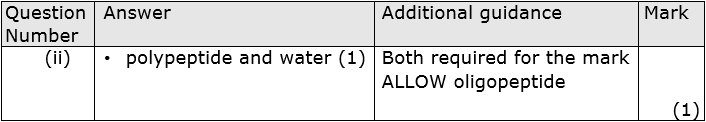 Question Number Answer Additional guidance Mark
(ii) • polypeptide and water (1) Both required for the mark
ALLOW oligopeptide
(1)